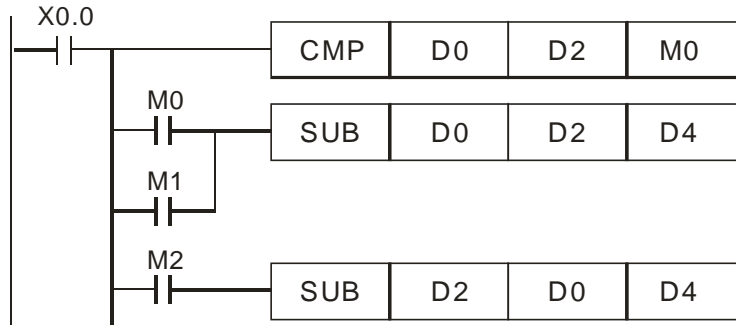 X0.0
CMP D0 D2 M0
M0
SUB D0 D2 D4
M1
M2
SUB D2 D0 D4